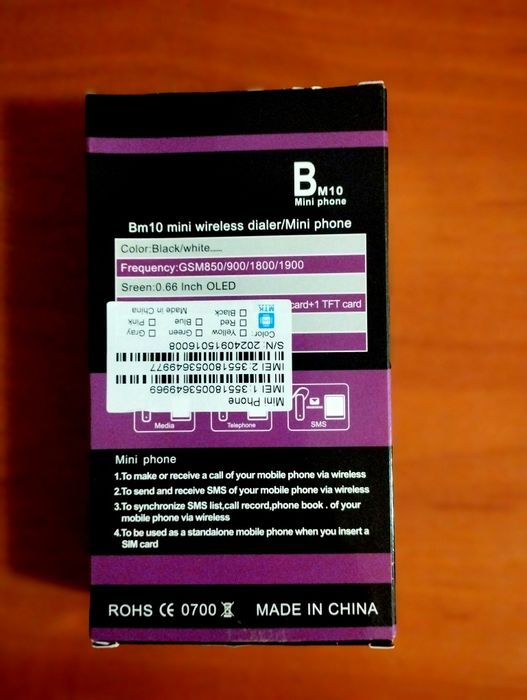 BM10
Mini phone
Bm10 mini wireless dialer/Mini phone
Color:Black/white.....
Frequency:GSM850/900/1800/1900
Sreen:0.66 Inch OLED
card+1 TFT card
Mini Phone
IMEI 1: 355180053649969
IMEI 2: 355180053649977
S/N: 20240915016008
Color: Yellow Green Gray
Red Blue Pink
Black Made in China
MTK
Media Telephone SMS
Mini phone
1.To make or receive a call of your mobile phone via wireless
2.To send and receive SMS of your mobile phone via wireless
3.To synchronize SMS list,call record,phone book . of your
mobile phone via wireless
4.To be used as a standalone mobile phone when you insert a
SIM card
ROHS CE 0700 MADE IN CHINA